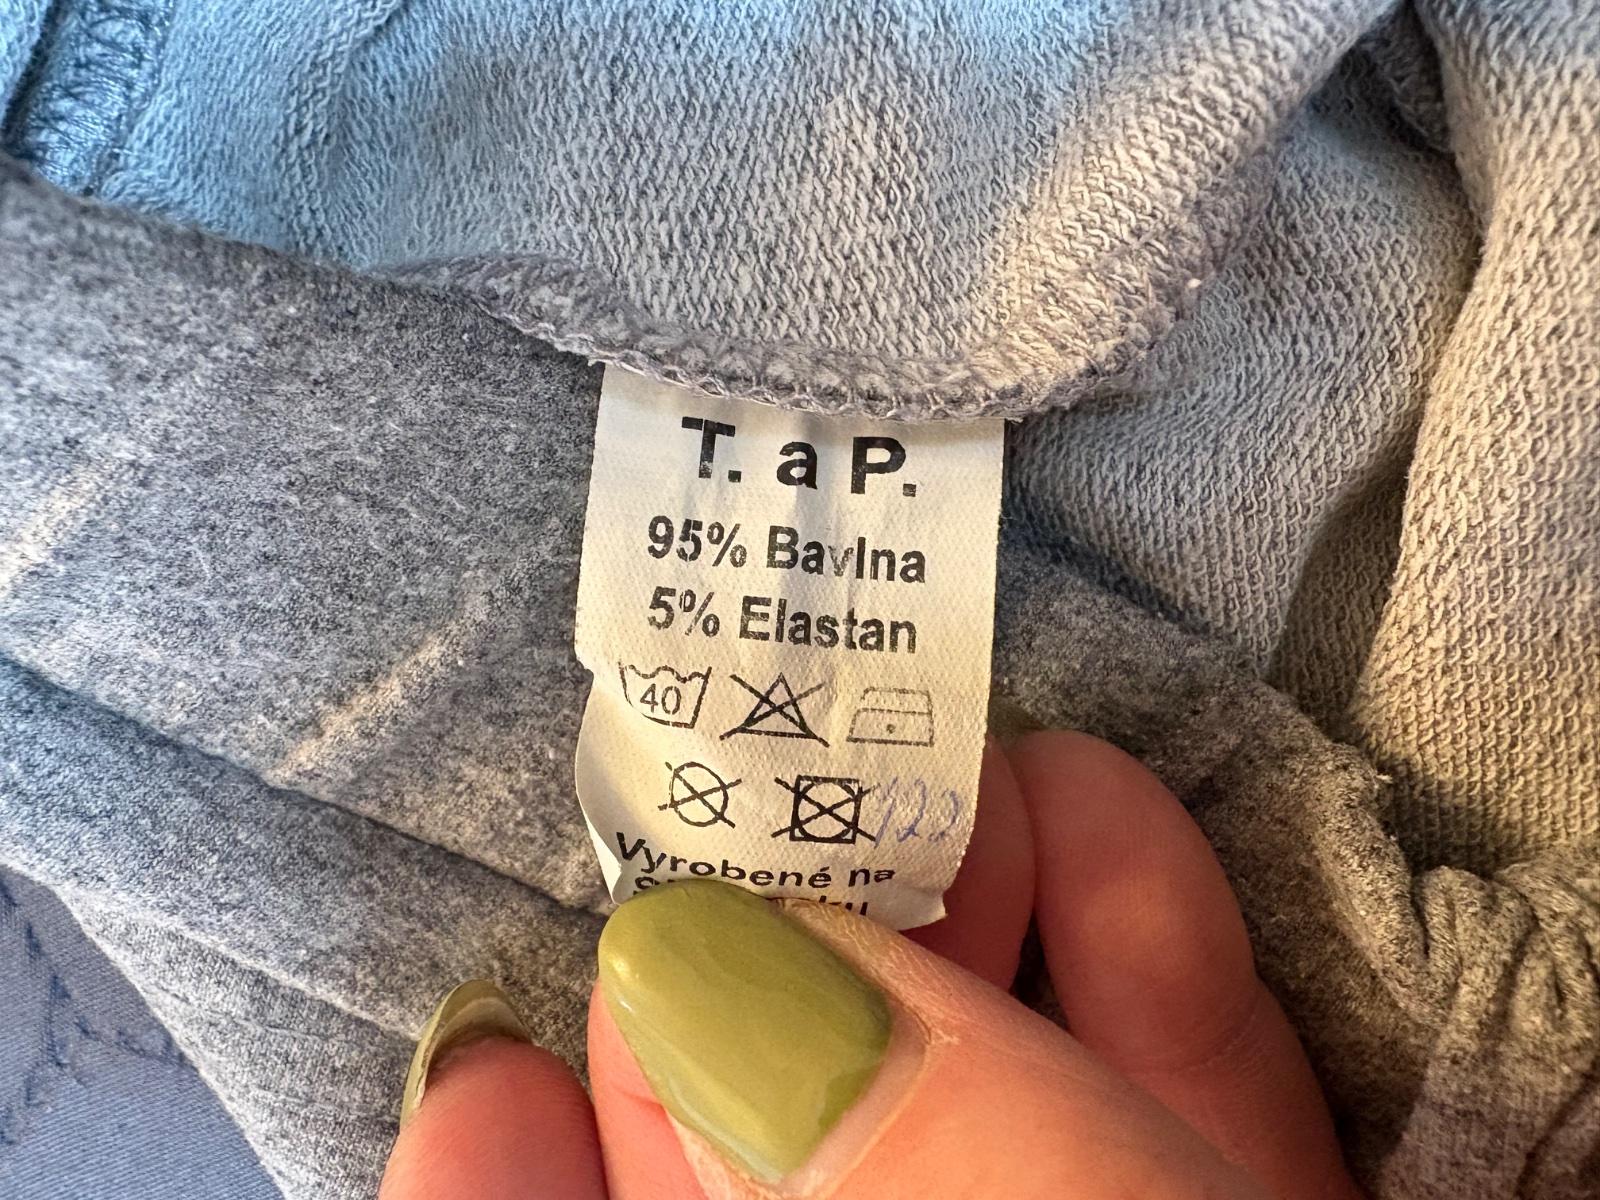 T. a P.
95% Bavlna
5% Elastan
40
122
Vyrobené na